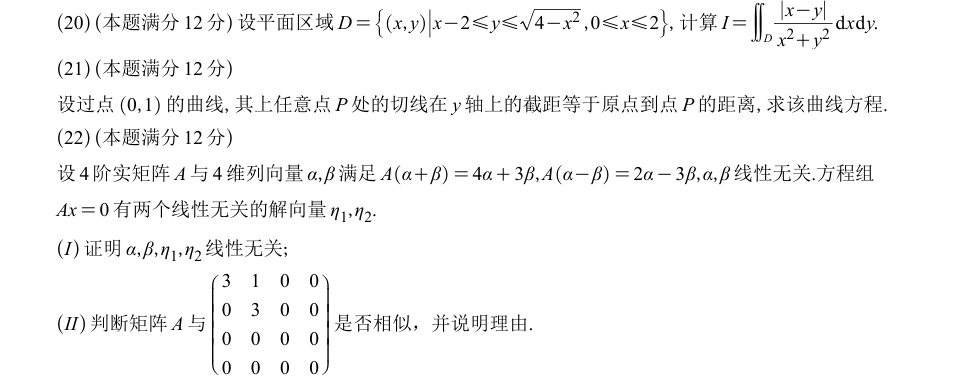 (20) (本题满分 12 分) 设平面区域 D = {(x,y)|x−2⩽y⩽√(4−x²),0⩽x⩽2}, 计算 I = ∬_D |x−y|/(x²+y²) dxdy.
(21) (本题满分 12 分)
设过点 (0,1) 的曲线, 其上任意点 P 处的切线在 y 轴上的截距等于原点到点 P 的距离, 求该曲线方程.
(22) (本题满分 12 分)
设 4 阶实矩阵 A 与 4 维列向量 α,β 满足 A(α+β) = 4α+3β,A(α−β) = 2α−3β,α,β 线性无关.方程组
Ax = 0 有两个线性无关的解向量 η₁,η₂.
(I) 证明 α,β,η₁,η₂ 线性无关;
(II) 判断矩阵 A 与 (3 1 0 0
0 3 0 0
0 0 0 0
0 0 0 0) 是否相似，并说明理由.